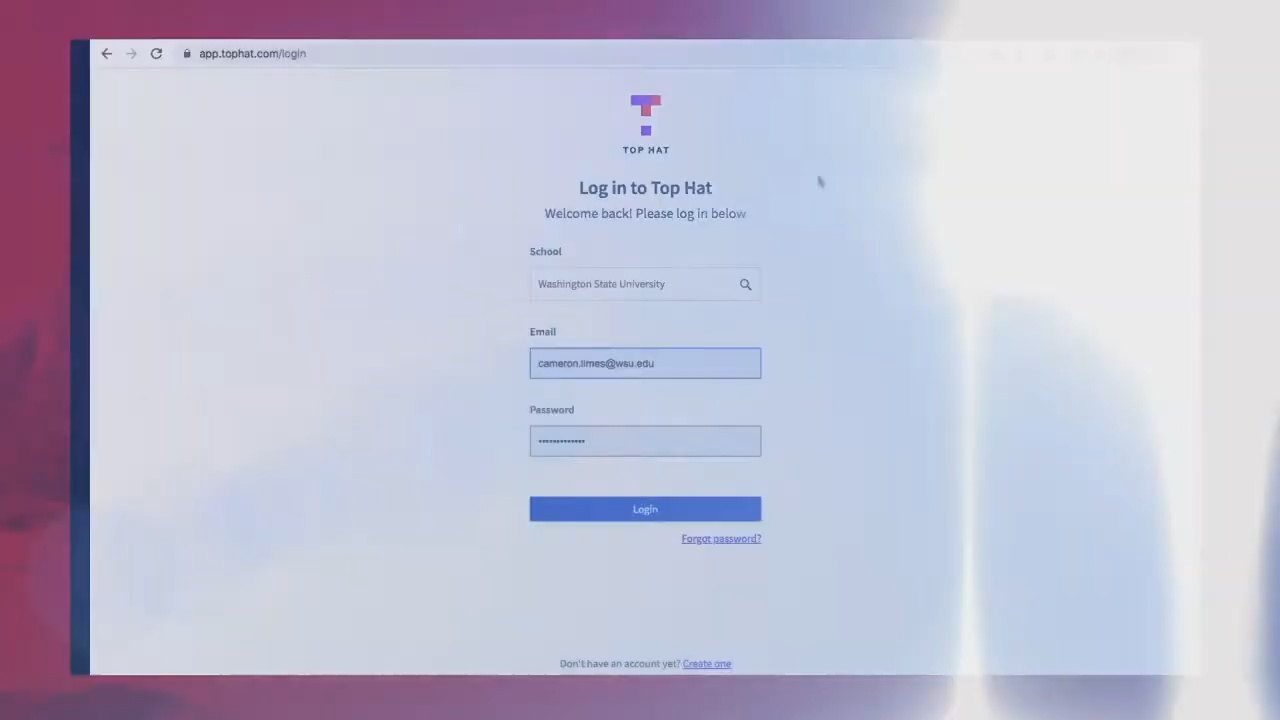 app.tophat.com/login
TOP HAT
Log in to Top Hat
Welcome back! Please log in below
School
Washington State University
Email
cameron.limes@wsu.edu
Password
•••••••••••••
Login
Forgot password?
Don't have an account yet? Create one